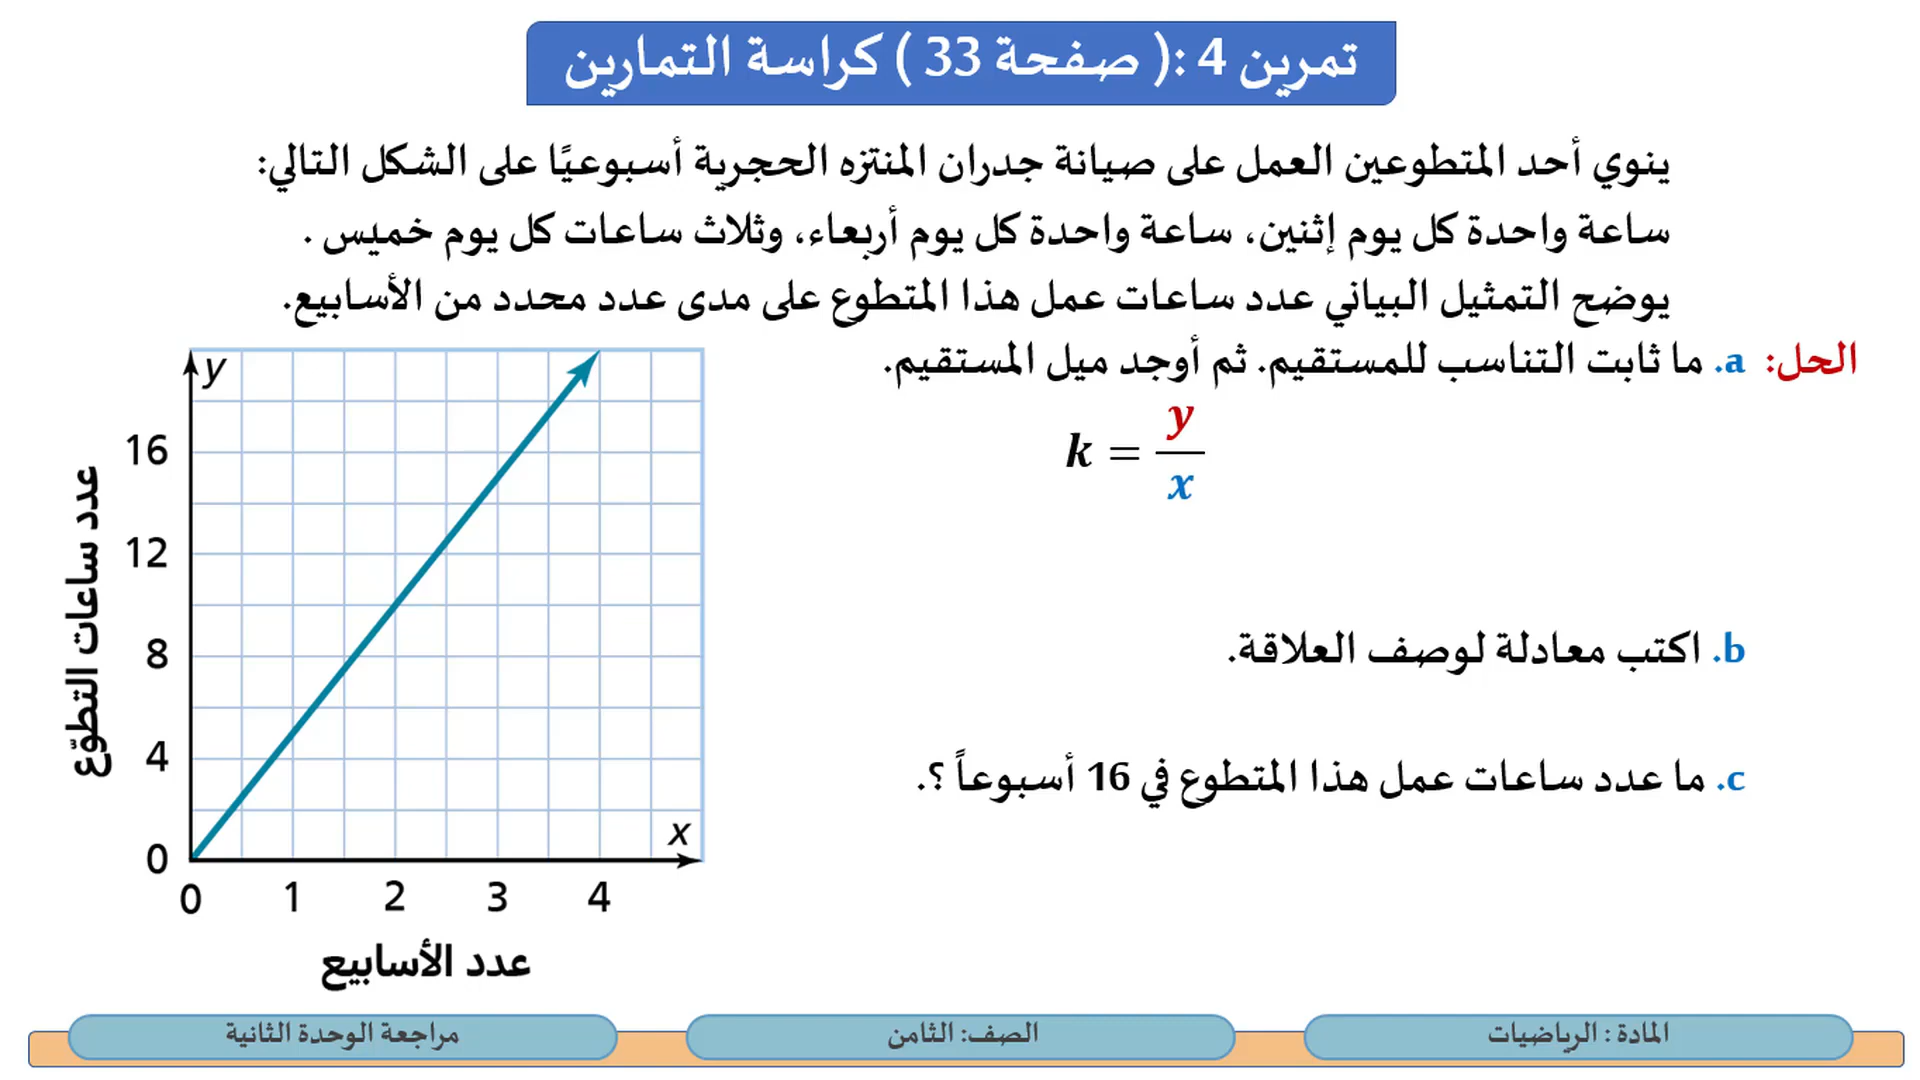 تمرين 4 :( صفحة 33 ) كراسة التمارين
ينوي أحد المتطوعين العمل على صيانة جدران المنتزه الحجرية أسبوعيًا على الشكل التالي:
ساعة واحدة كل يوم إثنين، ساعة واحدة كل يوم أربعاء، وثلاث ساعات كل يوم خميس .
يوضح التمثيل البياني عدد ساعات عمل هذا المتطوع على مدى عدد محدد من الأسابيع.
الحل: a. ما ثابت التناسب للمستقيم. ثم أوجد ميل المستقيم.
k = y/x
b. اكتب معادلة لوصف العلاقة.
c. ما عدد ساعات عمل هذا المتطوع في 16 أسبوعاً ؟.
y
16
12
8
4
0
x
0 1 2 3 4
عدد ساعات التطوّع
عدد الأسابيع
المادة : الرياضيات
الصف: الثامن
مراجعة الوحدة الثانية